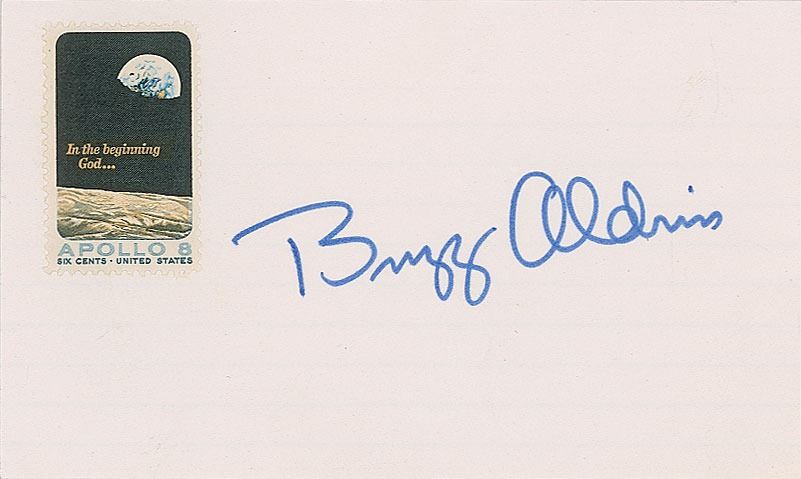 In the beginning
God...
APOLLO 8
SIX CENTS · UNITED STATES
Buzz Aldrin